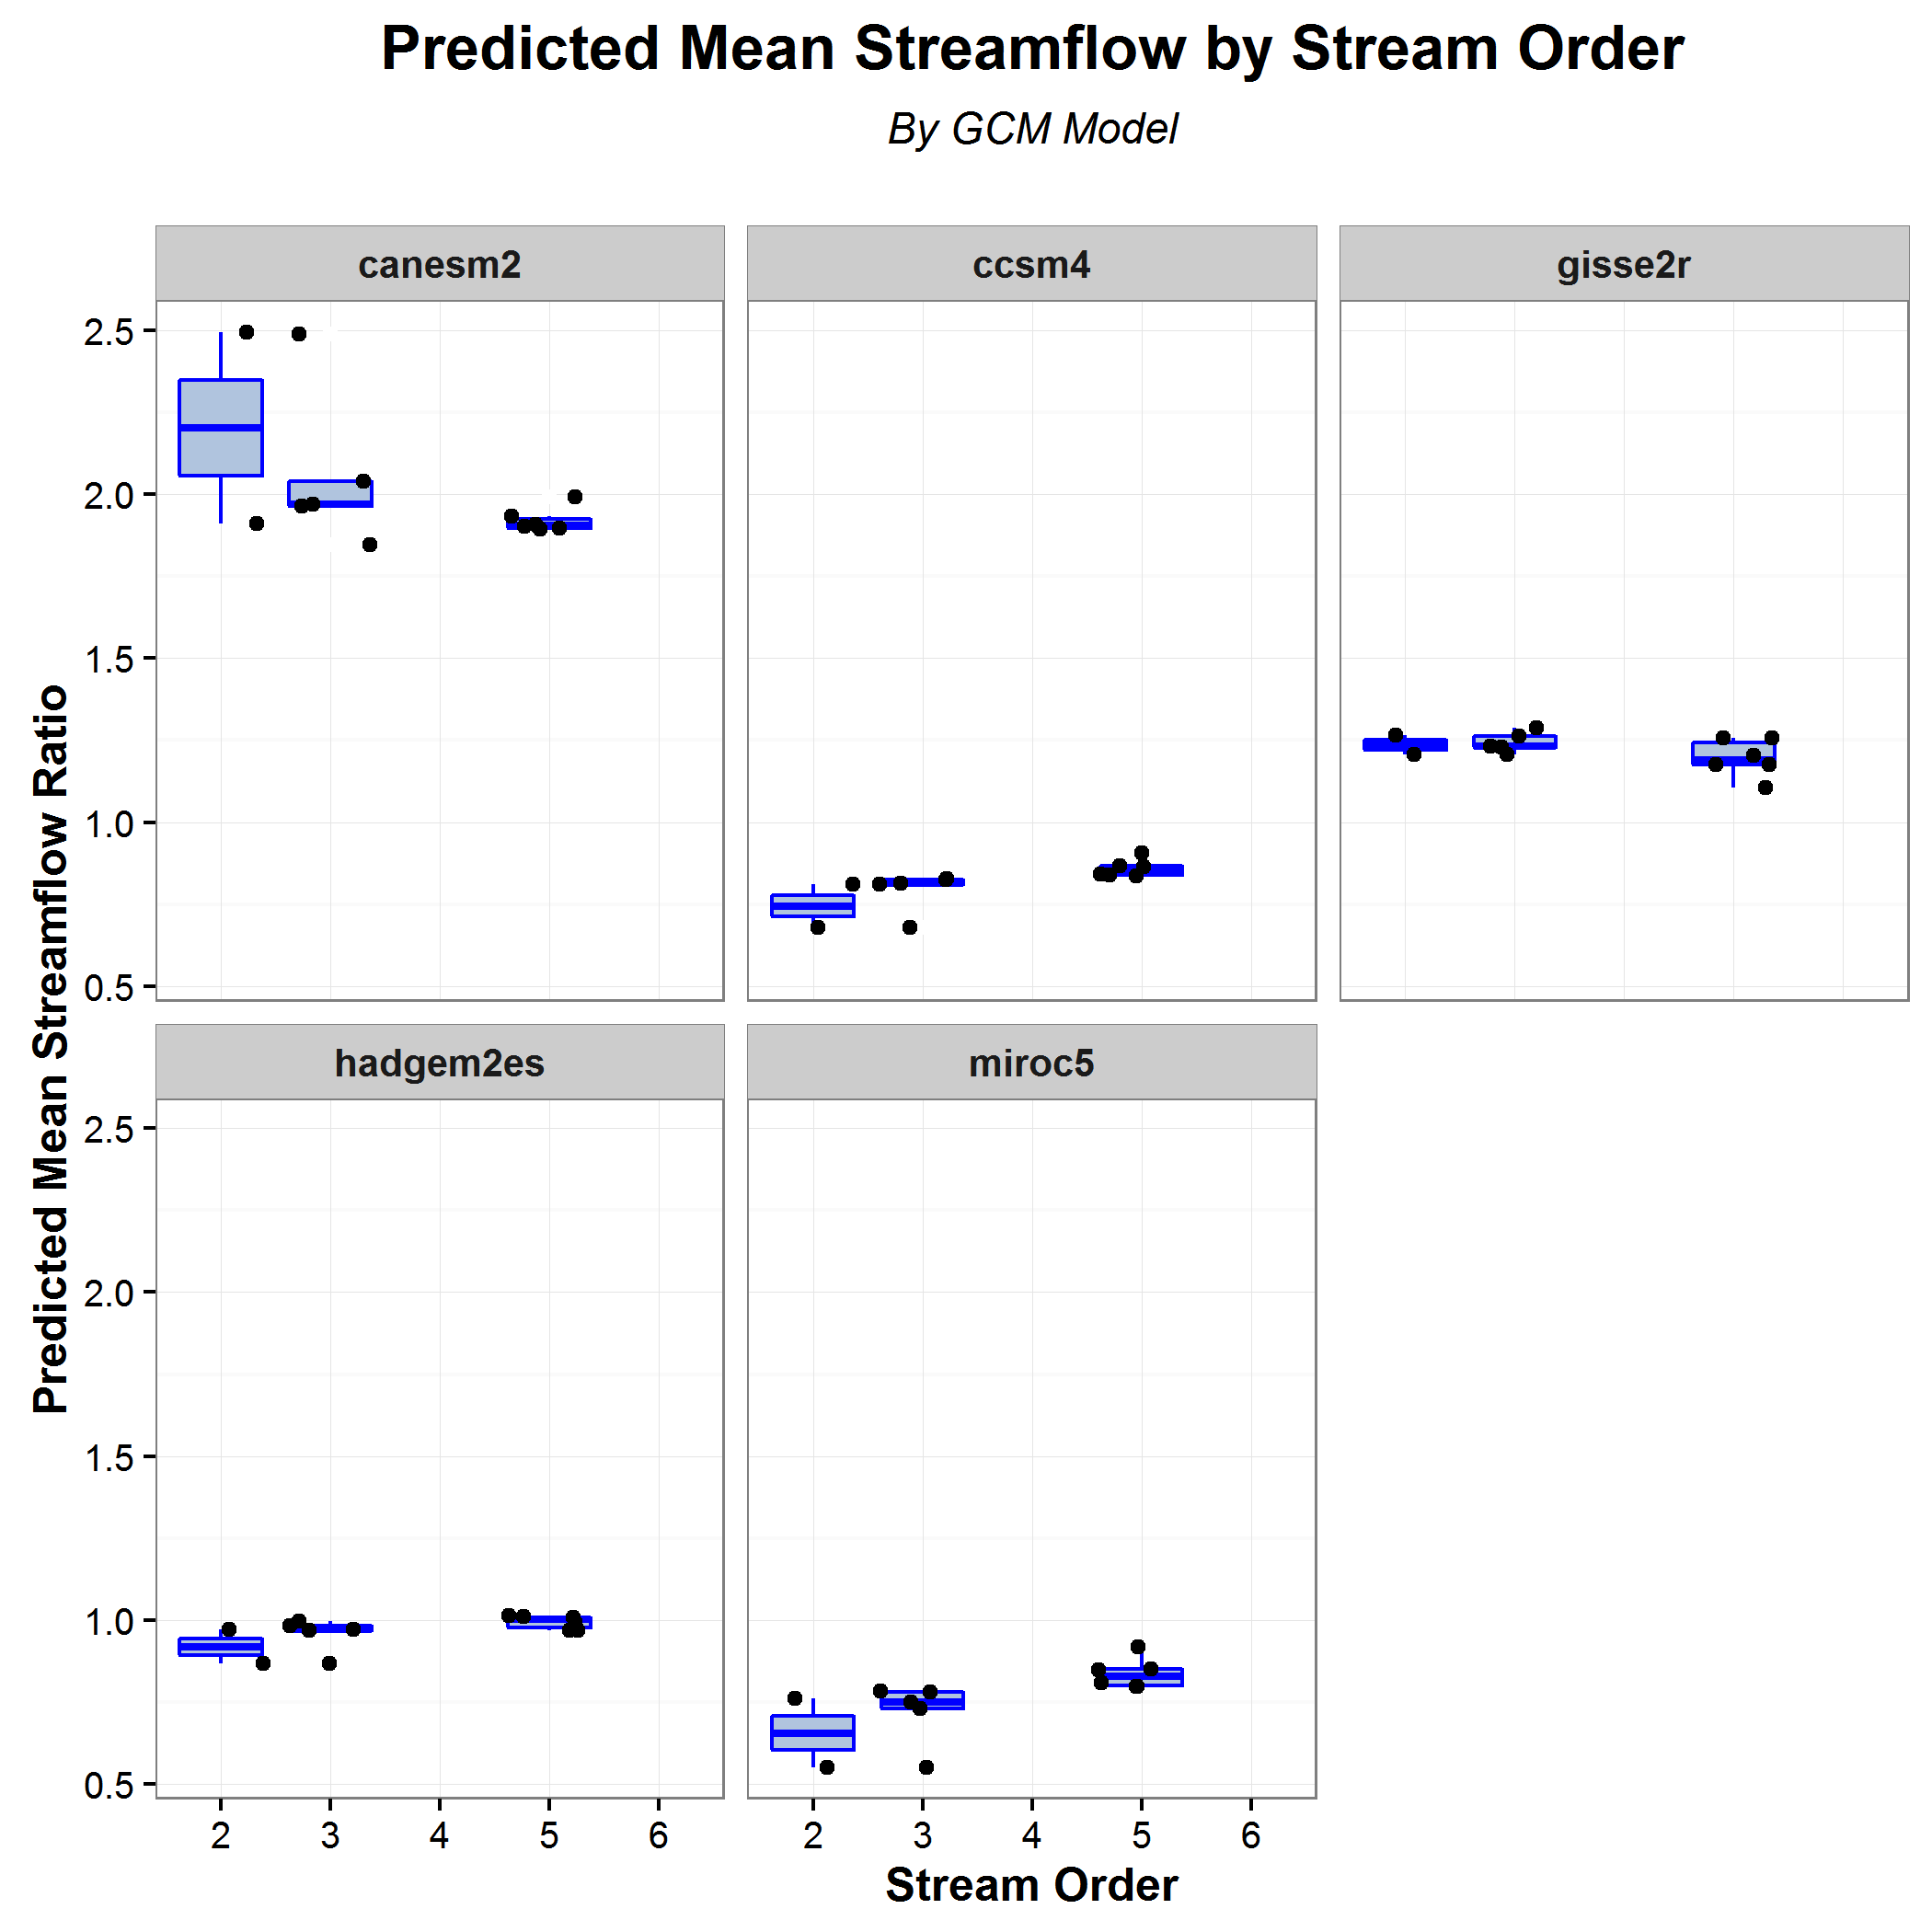 Predicted Mean Streamflow by Stream Order
By GCM Model
canesm2
ccsm4
gisse2r
2.5
2.0
1.5
1.0
0.5
Predicted Mean Streamflow Ratio
hadgem2es
miroc5
2.5
2.0
1.5
1.0
0.5
2 3 4 5 6
2 3 4 5 6
Stream Order